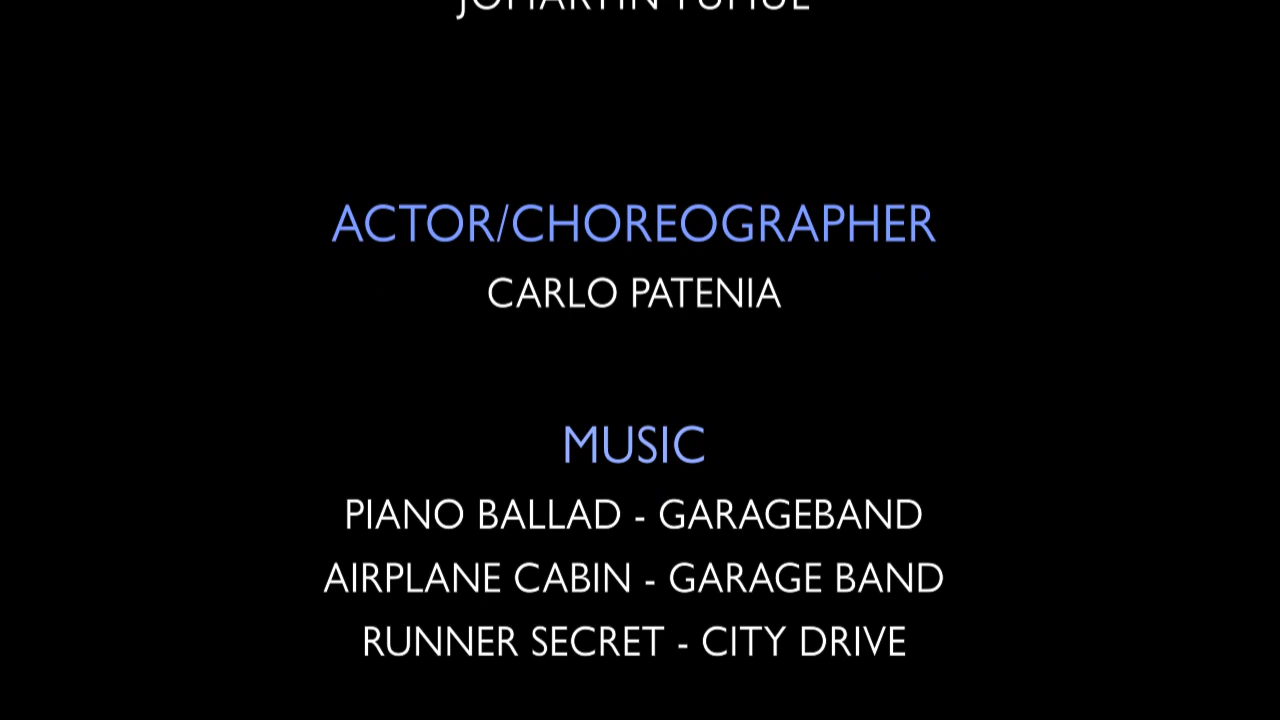 ACTOR/CHOREOGRAPHER
CARLO PATENIA
MUSIC
PIANO BALLAD - GARAGEBAND
AIRPLANE CABIN - GARAGE BAND
RUNNER SECRET - CITY DRIVE